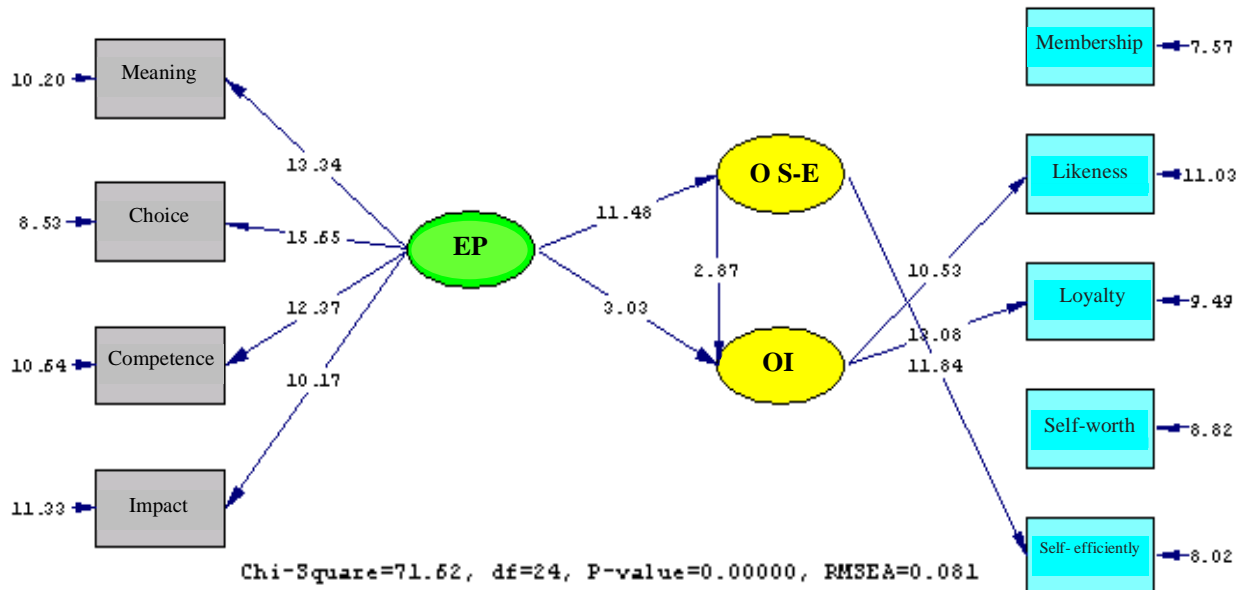 Membership
7.57
Meaning
10.20
13.34
O S-E
Likeness
11.03
Choice
8.53
15.65
EP
11.48
2.87
10.53
Loyalty
9.49
12.37
3.03
Competence
10.64
10.17
OI
11.84
Self-worth
8.82
Impact
11.33
Self- efficiently
8.02
Chi-Square=71.62, df=24, P-value=0.00000, RMSEA=0.081